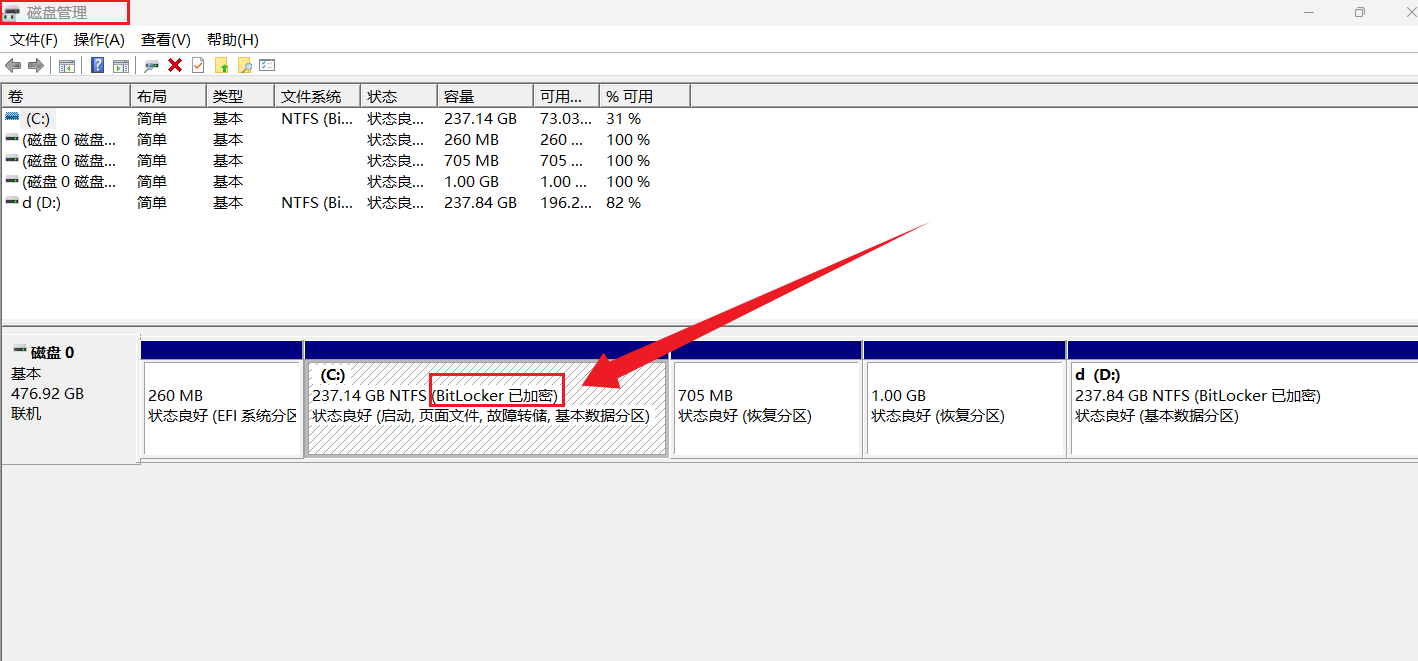 磁盘管理
文件(F) 操作(A) 查看(V) 帮助(H)
卷 布局 类型 文件系统 状态 容量 可用... % 可用
(C:) 简单 基本 NTFS (Bi... 状态良... 237.14 GB 73.03... 31 %
(磁盘 0 磁盘... 简单 基本 状态良... 260 MB 260 ... 100 %
(磁盘 0 磁盘... 简单 基本 状态良... 705 MB 705 ... 100 %
(磁盘 0 磁盘... 简单 基本 状态良... 1.00 GB 1.00 ... 100 %
d (D:) 简单 基本 NTFS (Bi... 状态良... 237.84 GB 196.2... 82 %
磁盘 0
基本
476.92 GB
联机
260 MB
状态良好 (EFI 系统分区
(C:)
237.14 GB NTFS (BitLocker 已加密)
状态良好 (启动, 页面文件, 故障转储, 基本数据分区)
705 MB
状态良好 (恢复分区)
1.00 GB
状态良好 (恢复分区)
d (D:)
237.84 GB NTFS (BitLocker 已加密)
状态良好 (基本数据分区)